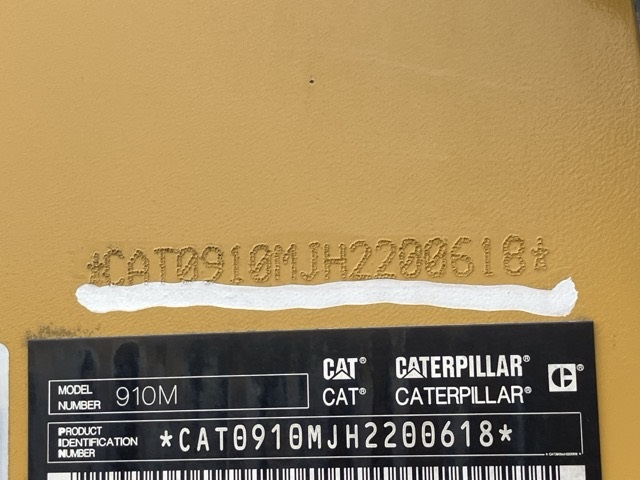 *CAT0910MJH2200618*
CAT® CATERPILLAR®
MODEL NUMBER 910M
CAT® CATERPILLAR®
PRODUCT IDENTIFICATION NUMBER *CAT0910MJH2200618*